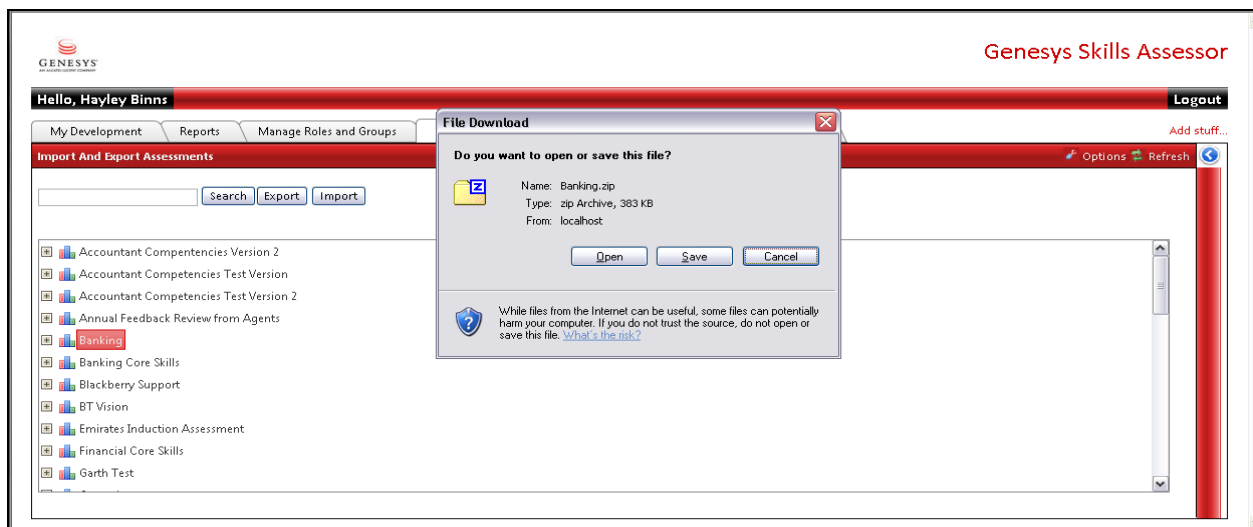 GENESYS
AN ALCATEL-LUCENT COMPANY
Genesys Skills Assessor
Hello, Hayley Binns
Logout
My Development
Reports
Manage Roles and Groups
Add stuff...
Import And Export Assessments
Options
Refresh
Search
Export
Import
Accountant Compentencies Version 2
Accountant Competencies Test Version
Accountant Competencies Test Version 2
Annual Feedback Review from Agents
Banking
Banking Core Skills
Blackberry Support
BT Vision
Emirates Induction Assessment
Financial Core Skills
Garth Test
File Download
Do you want to open or save this file?
Name: Banking.zip
Type: zip Archive, 383 KB
From: localhost
Open
Save
Cancel
While files from the Internet can be useful, some files can potentially
harm your computer. If you do not trust the source, do not open or
save this file. What's the risk?